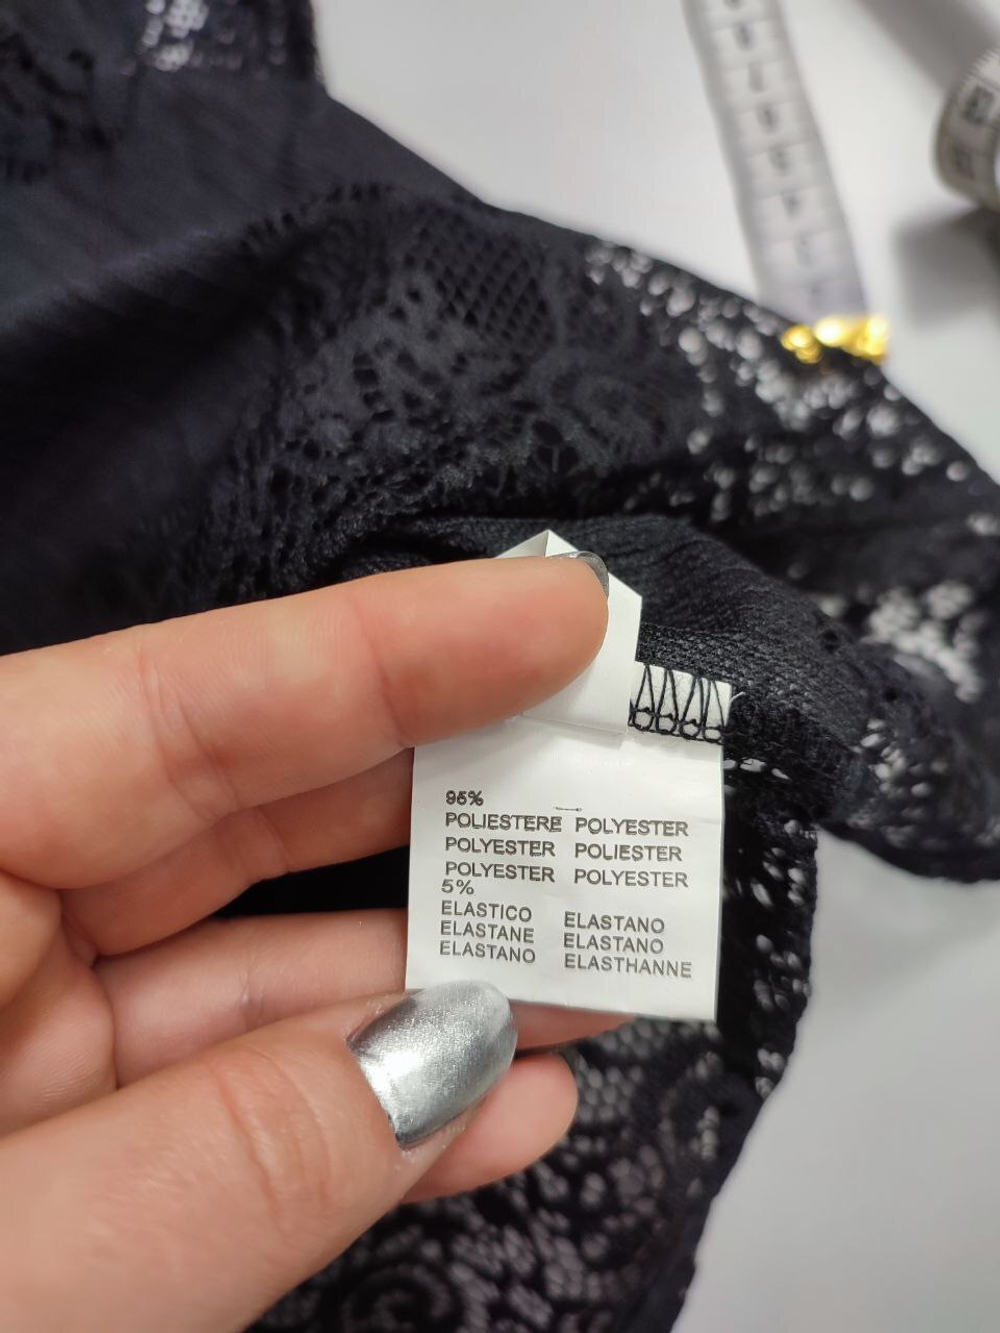 95%
POLIESTERE POLYESTER
POLYESTER POLIESTER
POLYESTER POLYESTER
5%
ELASTICO ELASTANO
ELASTANE ELASTANO
ELASTANO ELASTHANNE